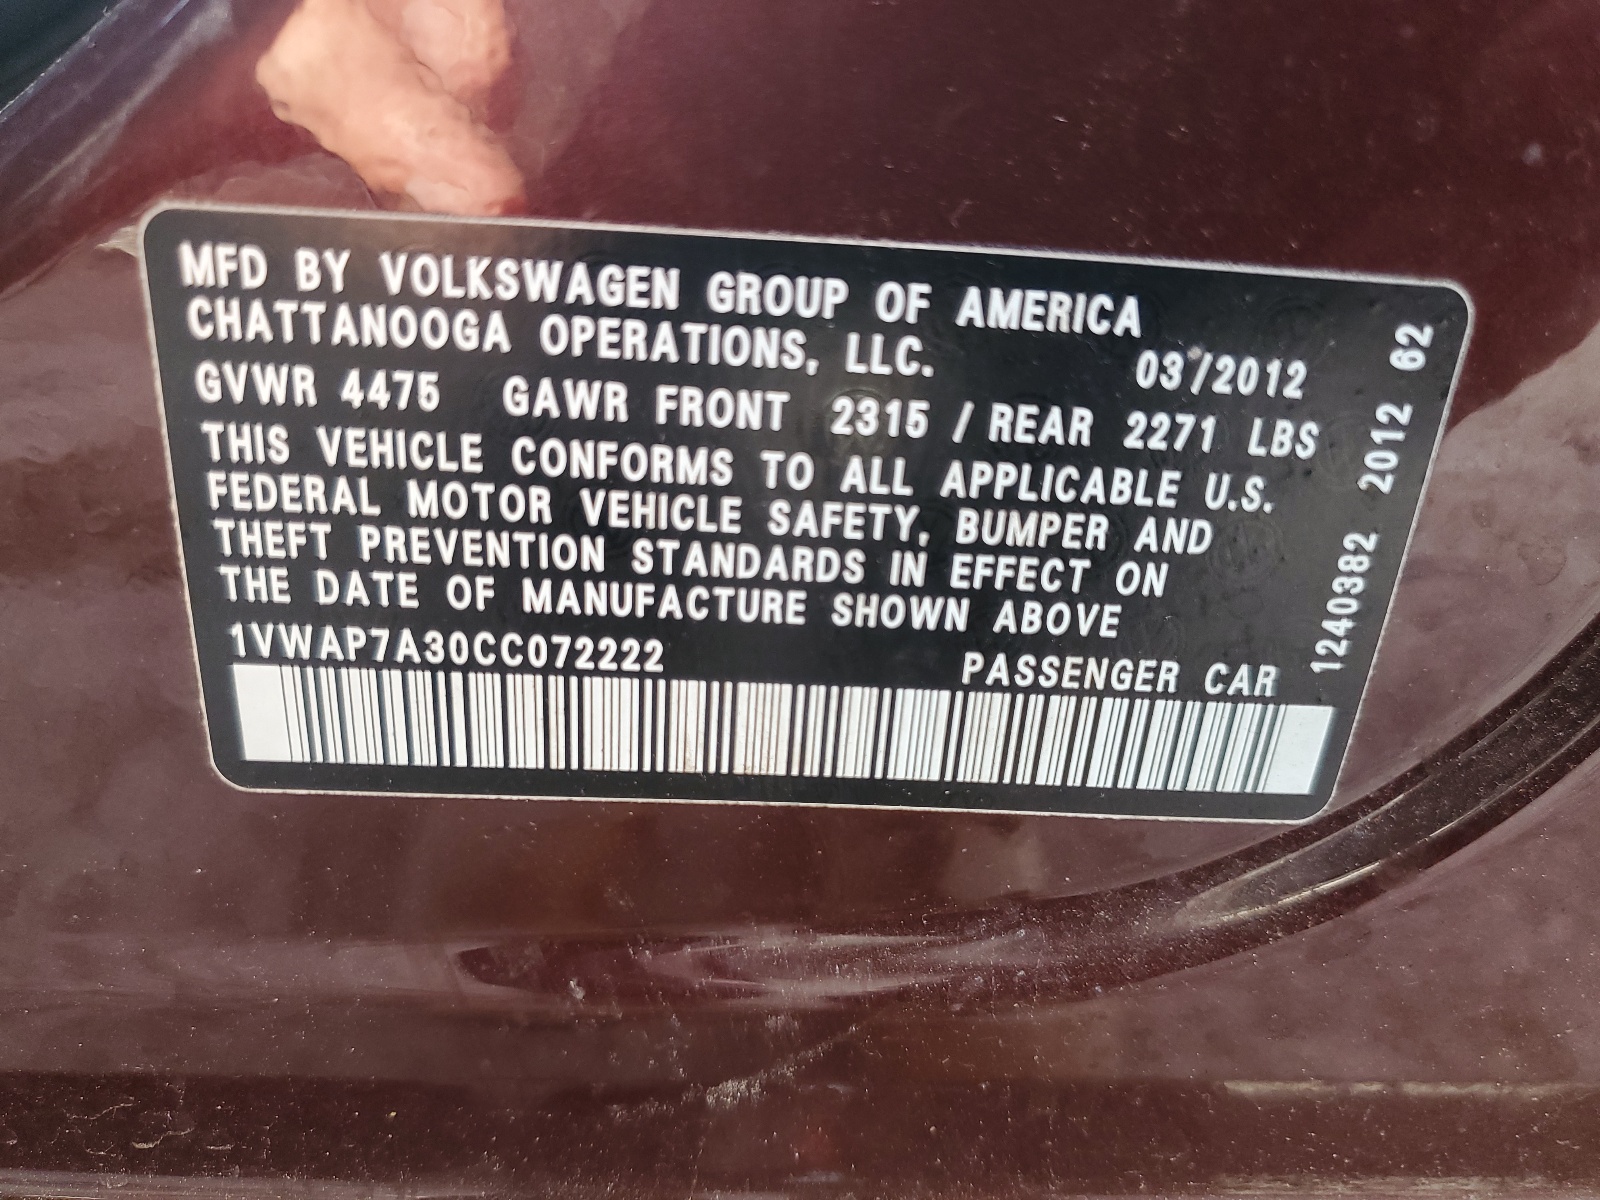 MFD BY VOLKSWAGEN GROUP OF AMERICA
CHATTANOOGA OPERATIONS, LLC.
03/2012
GVWR 4475 GAWR FRONT 2315 / REAR 2271 LBS
THIS VEHICLE CONFORMS TO ALL APPLICABLE U.S.
FEDERAL MOTOR VEHICLE SAFETY, BUMPER AND
THEFT PREVENTION STANDARDS IN EFFECT ON
THE DATE OF MANUFACTURE SHOWN ABOVE
1VWAP7A30CC072222
PASSENGER CAR
1240382 2012 62